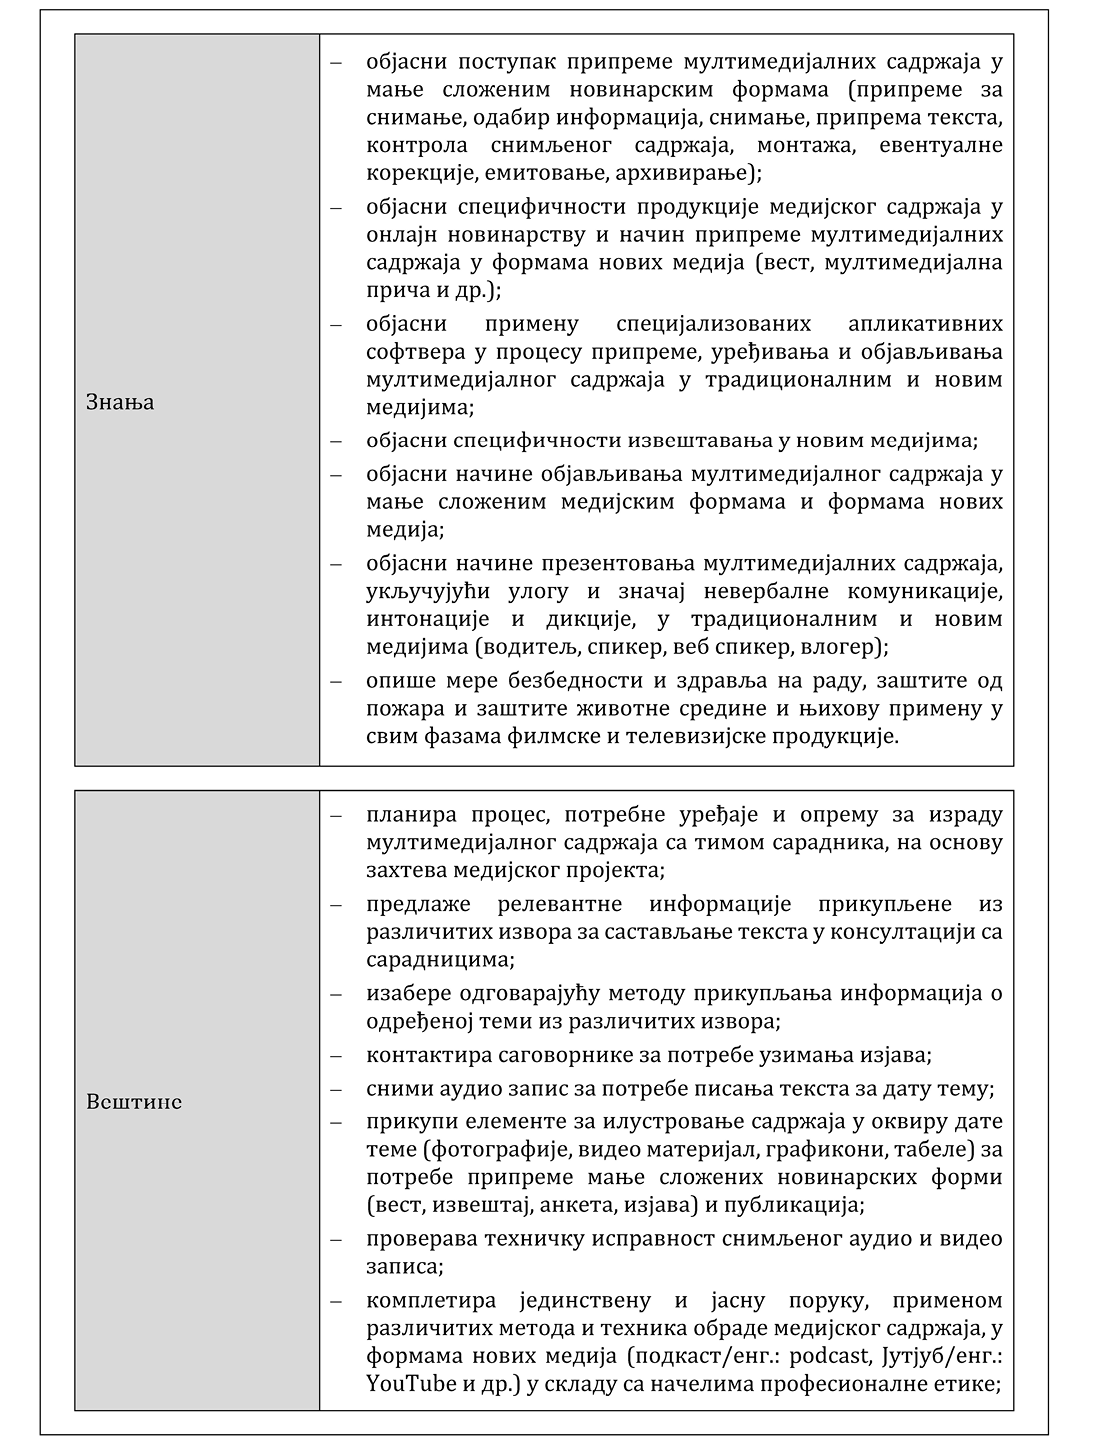 Знања
– објасни поступак припреме мултимедијалних садржаја у
мање сложеним новинарским формама (припреме за
снимање, одабир информација, снимање, припрема текста,
контрола снимљеног садржаја, монтажа, евентуалне
корекције, емитовање, архивирање);
– објасни специфичности продукције медијског садржаја у
онлајн новинарству и начин припреме мултимедијалних
садржаја у формама нових медија (вест, мултимедијална
прича и др.);
– објасни примену специјализованих апликативних
софтвера у процесу припреме, уређивања и објављивања
мултимедијалног садржаја у традиционалним и новим
медијима;
– објасни специфичности извештавања у новим медијима;
– објасни начине објављивања мултимедијалног садржаја у
мање сложеним медијским формама и формама нових
медија;
– објасни начине презентовања мултимедијалних садржаја,
укључујући улогу и значај невербалне комуникације,
интонације и дикције, у традиционалним и новим
медијима (водитељ, спикер, веб спикер, влогер);
– опише мере безбедности и здравља на раду, заштите од
пожара и заштите животне средине и њихову примену у
свим фазама филмске и телевизијске продукције.
Вештине
– планира процес, потребне уређаје и опрему за израду
мултимедијалног садржаја са тимом сарадника, на основу
захтева медијског пројекта;
– предлаже релевантне информације прикупљене из
различитих извора за састављање текста у консултацији са
сарадницима;
– изабере одговарајућу методу прикупљања информација о
одређеној теми из различитих извора;
– контактира саговорнике за потребе узимања изјава;
– сними аудио запис за потребе писања текста за дату тему;
– прикупи елементе за илустровање садржаја у оквиру дате
теме (фотографије, видео материјал, графикони, табеле) за
потребе припреме мање сложених новинарских форми
(вест, извештај, анкета, изјава) и публикација;
– проверава техничку исправност снимљеног аудио и видео
записа;
– комплетира јединствену и јасну поруку, применом
различитих метода и техника обраде медијског садржаја, у
формама нових медија (подкаст/енг.: podcast, Јутјуб/енг.:
YouTube и др.) у складу са начелима професионалне етике;